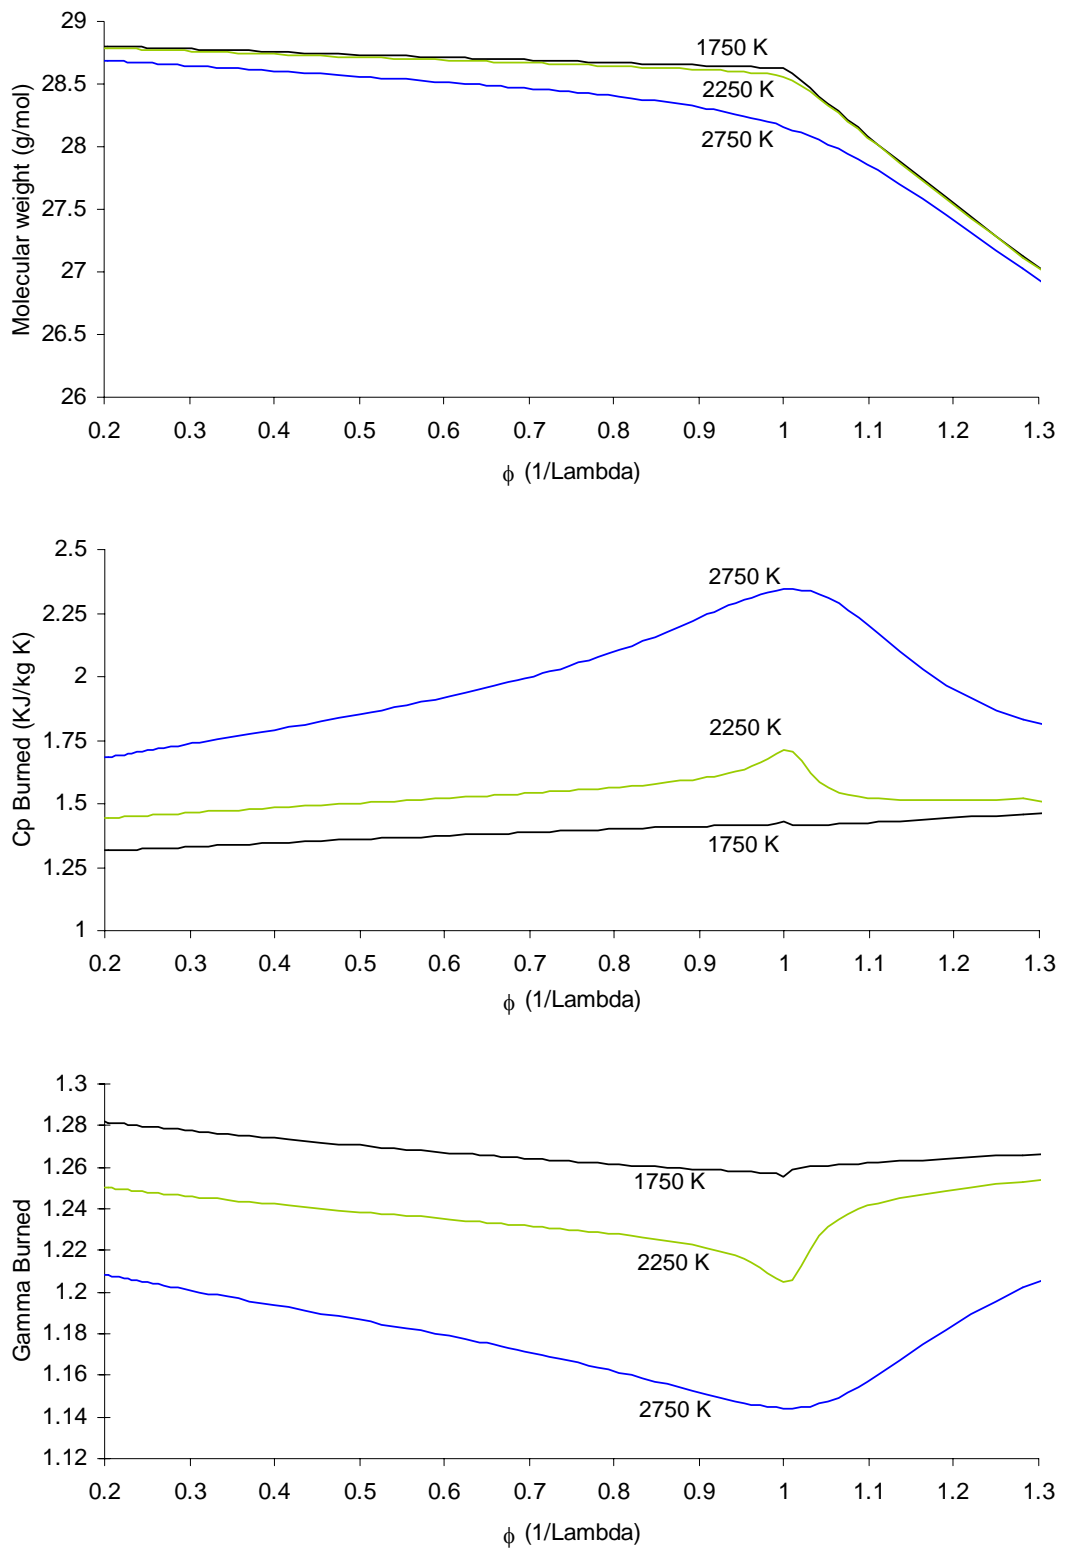 29
28.5
28
27.5
27
26.5
26
Molecular weight (g/mol)
1750 K
2250 K
2750 K
0.2 0.3 0.4 0.5 0.6 0.7 0.8 0.9 1 1.1 1.2 1.3
ϕ (1/Lambda)
2.5
2.25
2
1.75
1.5
1.25
1
Cp Burned (KJ/kg K)
2750 K
2250 K
1750 K
0.2 0.3 0.4 0.5 0.6 0.7 0.8 0.9 1 1.1 1.2 1.3
ϕ (1/Lambda)
1.3
1.28
1.26
1.24
1.22
1.2
1.18
1.16
1.14
1.12
Gamma Burned
1750 K
2250 K
2750 K
0.2 0.3 0.4 0.5 0.6 0.7 0.8 0.9 1 1.1 1.2 1.3
ϕ (1/Lambda)